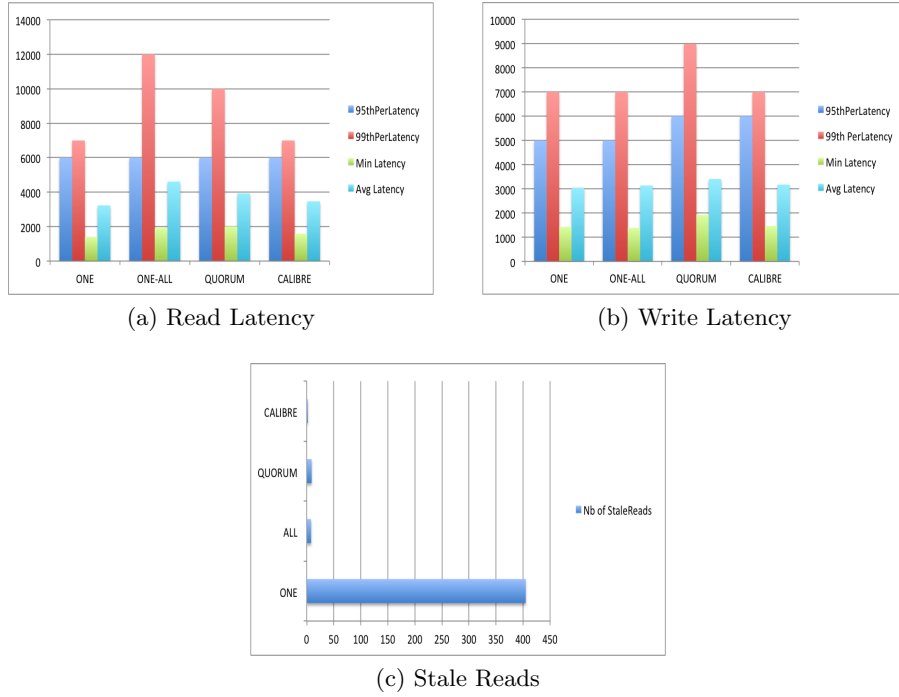 14000
12000
10000
8000
6000
4000
2000
0
ONE ONE-ALL QUORUM CALIBRE
95thPerLatency
99thPerLatency
Min Latency
Avg Latency
(a) Read Latency
10000
9000
8000
7000
6000
5000
4000
3000
2000
1000
0
ONE ONE-ALL QUORUM CALIBRE
95thPerLatency
99th PerLatency
Min Latency
Avg Latency
(b) Write Latency
CALIBRE
QUORUM
ALL
ONE
0 50 100 150 200 250 300 350 400 450
Nb of StaleReads
(c) Stale Reads